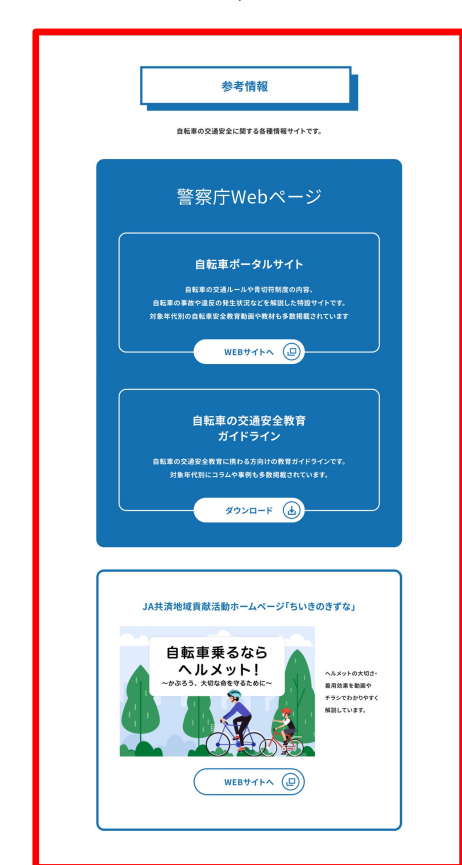 参考情報
自転車の交通安全に関する各種情報サイトです。
警察庁Webページ
自転車ポータルサイト
自転車の交通ルールや青切符制度の内容、
自転車の事故や違反の発生状況などを解説した特設サイトです。
対象年代別の自転車安全教育動画や教材も多数掲載されています
WEBサイトへ
自転車の交通安全教育
ガイドライン
自転車の交通安全教育に携わる方向けの教育ガイドラインです。
対象年代別にコラムや事例も多数掲載されています。
ダウンロード
JA共済地域貢献活動ホームページ「ちいきのきずな」
自転車乗るなら
ヘルメット！
～かぶろう、大切な命を守るために～
ヘルメットの大切さ・
着用効果を動画や
チラシでわかりやすく
解説しています。
WEBサイトへ